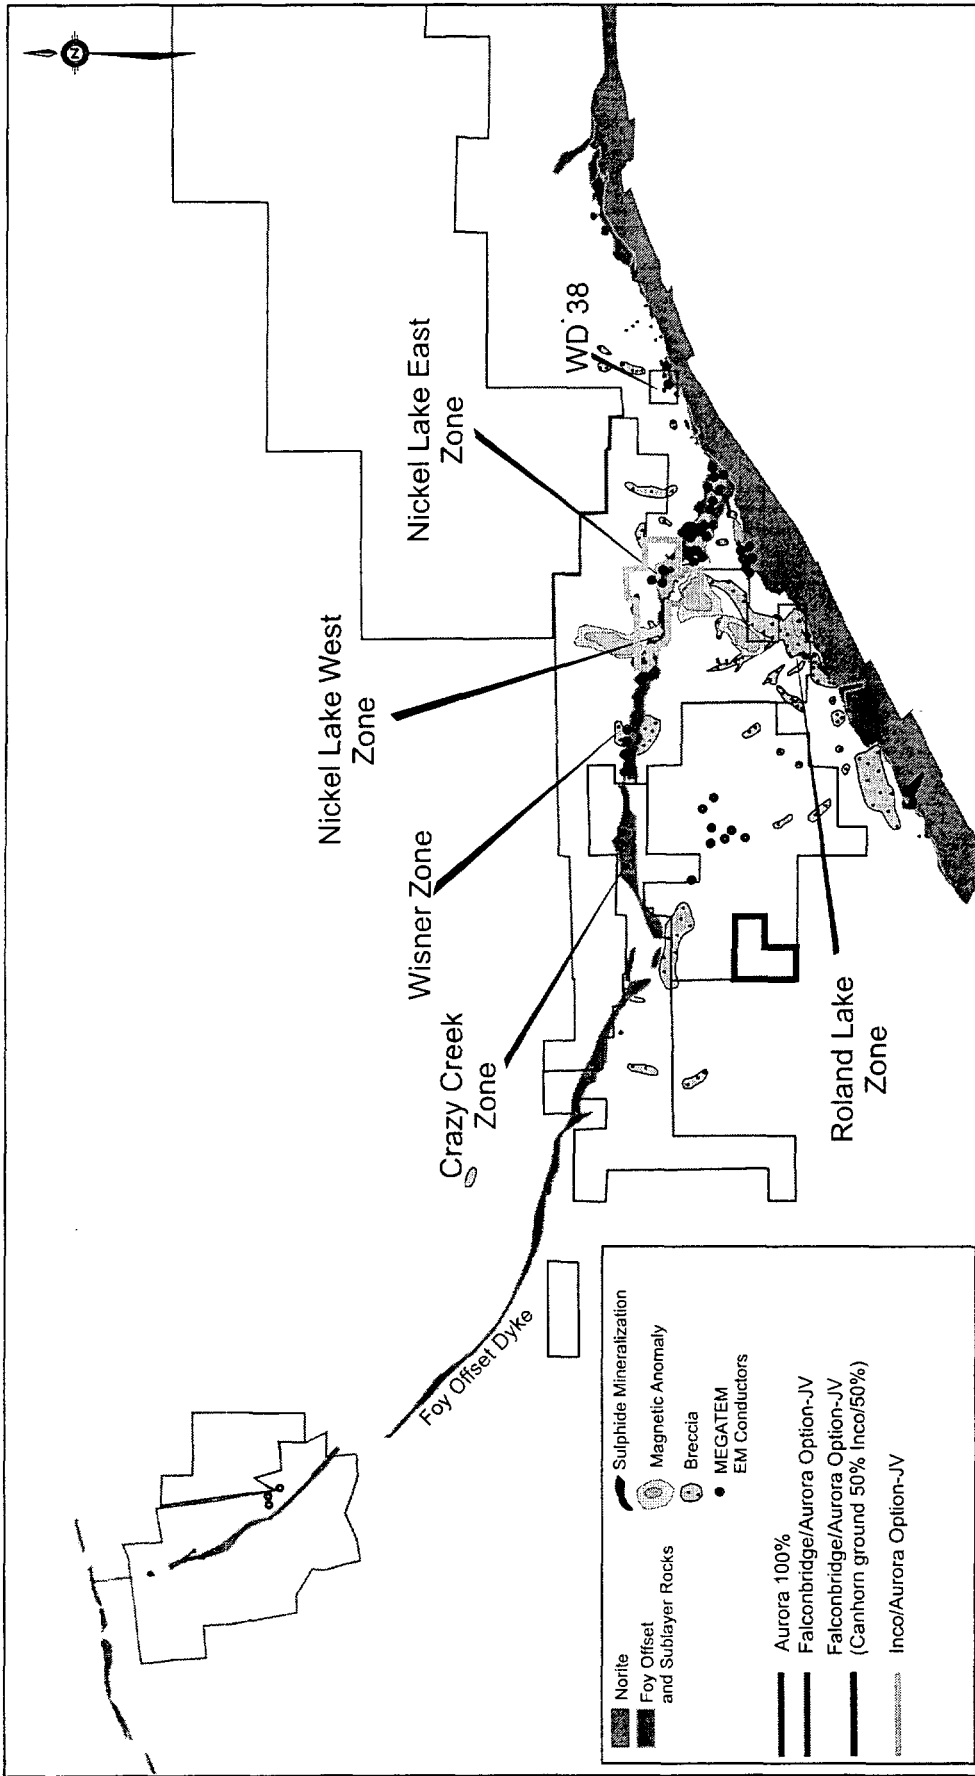 N
Nickel Lake East
Zone
WD 38
Nickel Lake West
Zone
Wisner Zone
Crazy Creek
Zone
Roland Lake
Zone
Foy Offset Dyke
Norite
Foy Offset
and Sublayer Rocks
Sulphide Mineralization
Magnetic Anomaly
Breccia
MEGATEM
EM Conductors
Aurora 100%
Falconbridge/Aurora Option-JV
Falconbridge/Aurora Option-JV
(Canhorn ground 50% Inco/50%)
Inco/Aurora Option-JV